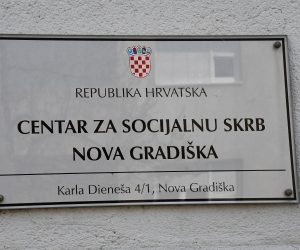 REPUBLIKA HRVATSKA
CENTAR ZA SOCIJALNU SKRB
NOVA GRADIŠKA
Karla Dieneša 4/1, Nova Gradiška